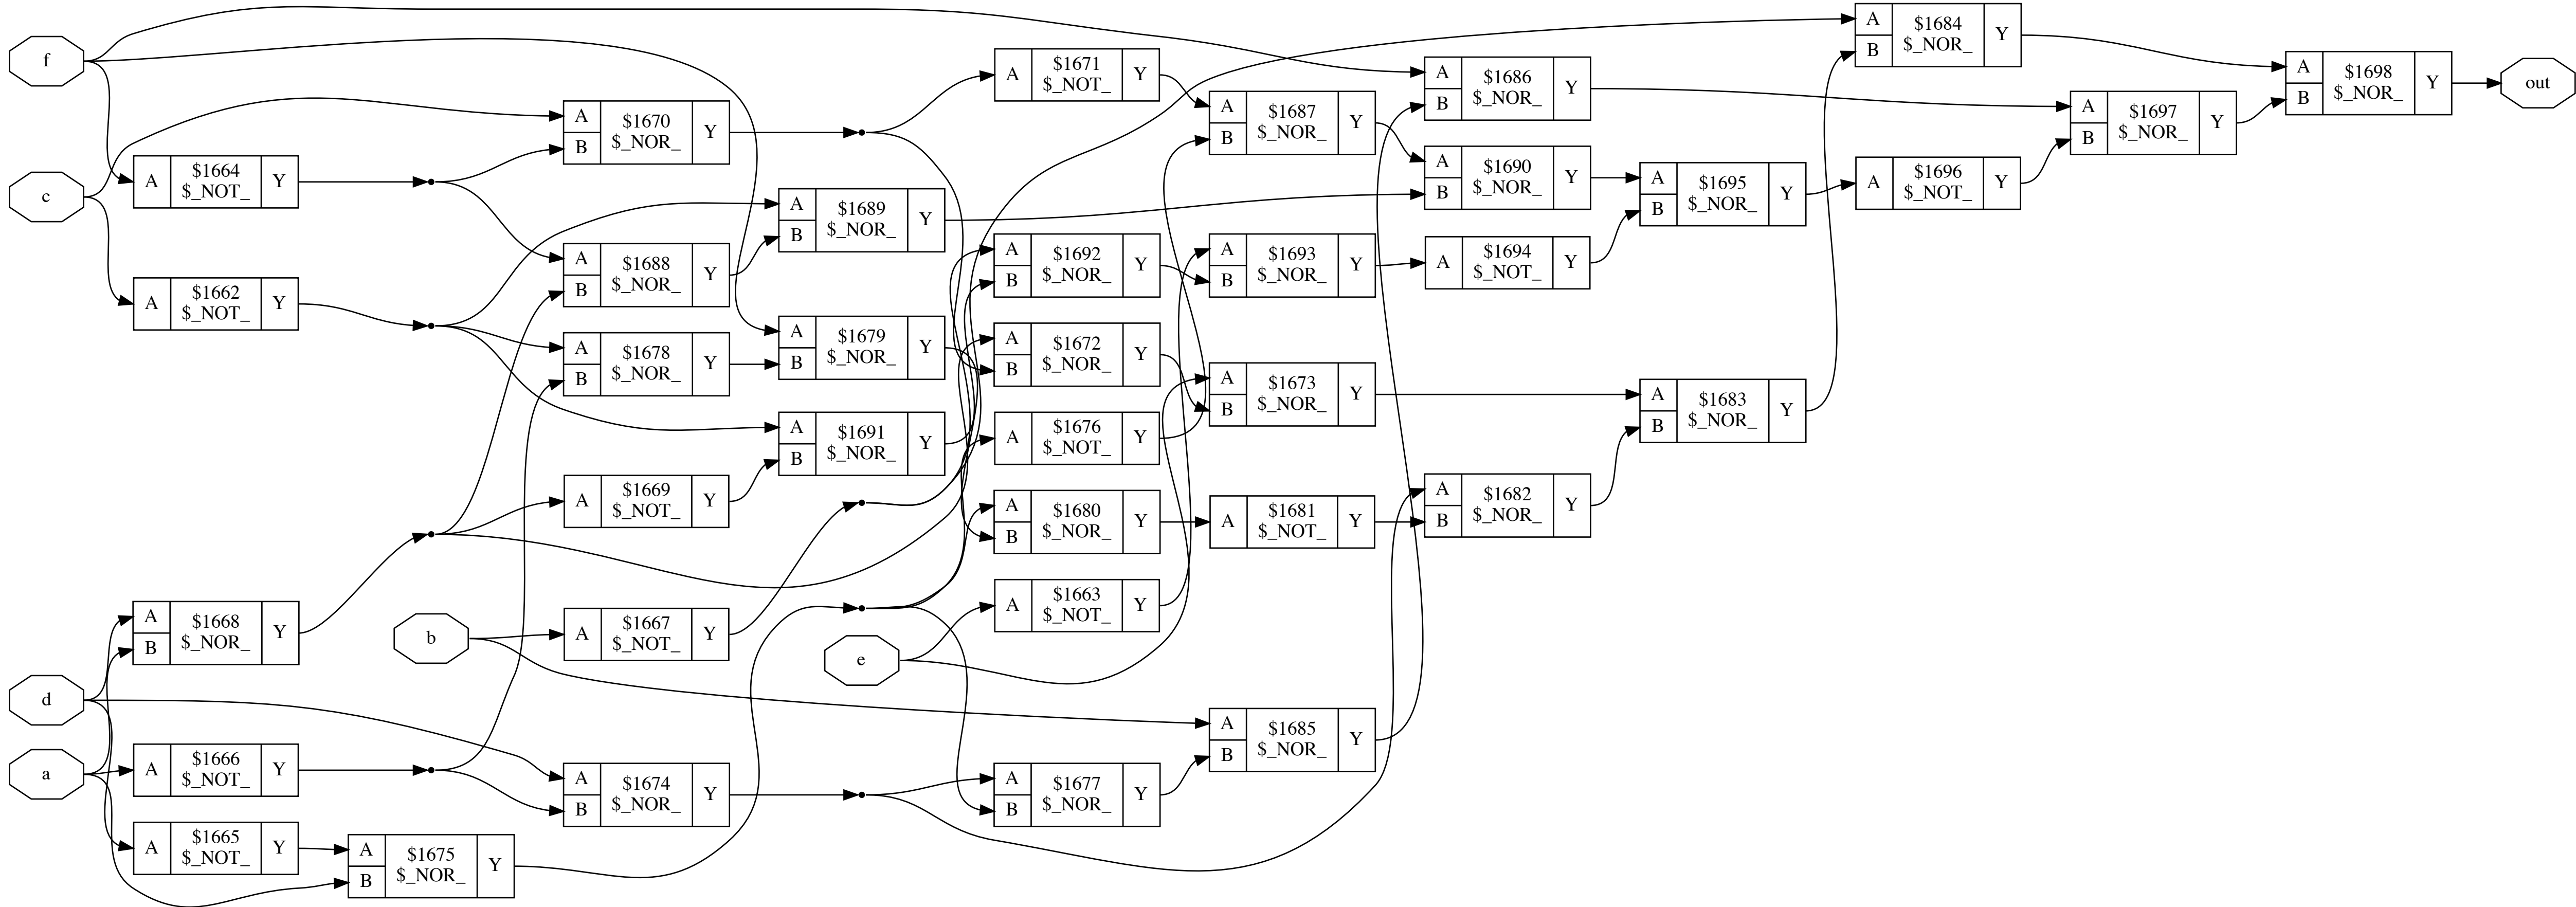 f
c
d
a
b
e
A $1664 Y
$_NOT_
A $1662 Y
$_NOT_
A $1668 Y
B $_NOR_
A $1666 Y
$_NOT_
A $1665 Y
$_NOT_
A $1675 Y
B $_NOR_
A $1670 Y
B $_NOR_
A $1688 Y
B $_NOR_
A $1678 Y
B $_NOR_
A $1669 Y
$_NOT_
A $1667 Y
$_NOT_
A $1674 Y
B $_NOR_
A $1689 Y
B $_NOR_
A $1679 Y
B $_NOR_
A $1691 Y
B $_NOR_
A $1671 Y
$_NOT_
A $1692 Y
B $_NOR_
A $1672 Y
B $_NOR_
A $1676 Y
$_NOT_
A $1680 Y
B $_NOR_
A $1663 Y
$_NOT_
A $1677 Y
B $_NOR_
A $1687 Y
B $_NOR_
A $1693 Y
B $_NOR_
A $1673 Y
B $_NOR_
A $1681 Y
$_NOT_
A $1685 Y
B $_NOR_
A $1686 Y
B $_NOR_
A $1690 Y
B $_NOR_
A $1694 Y
$_NOT_
A $1682 Y
B $_NOR_
A $1695 Y
B $_NOR_
A $1683 Y
B $_NOR_
A $1684 Y
B $_NOR_
A $1696 Y
$_NOT_
A $1697 Y
B $_NOR_
A $1698 Y
B $_NOR_
out